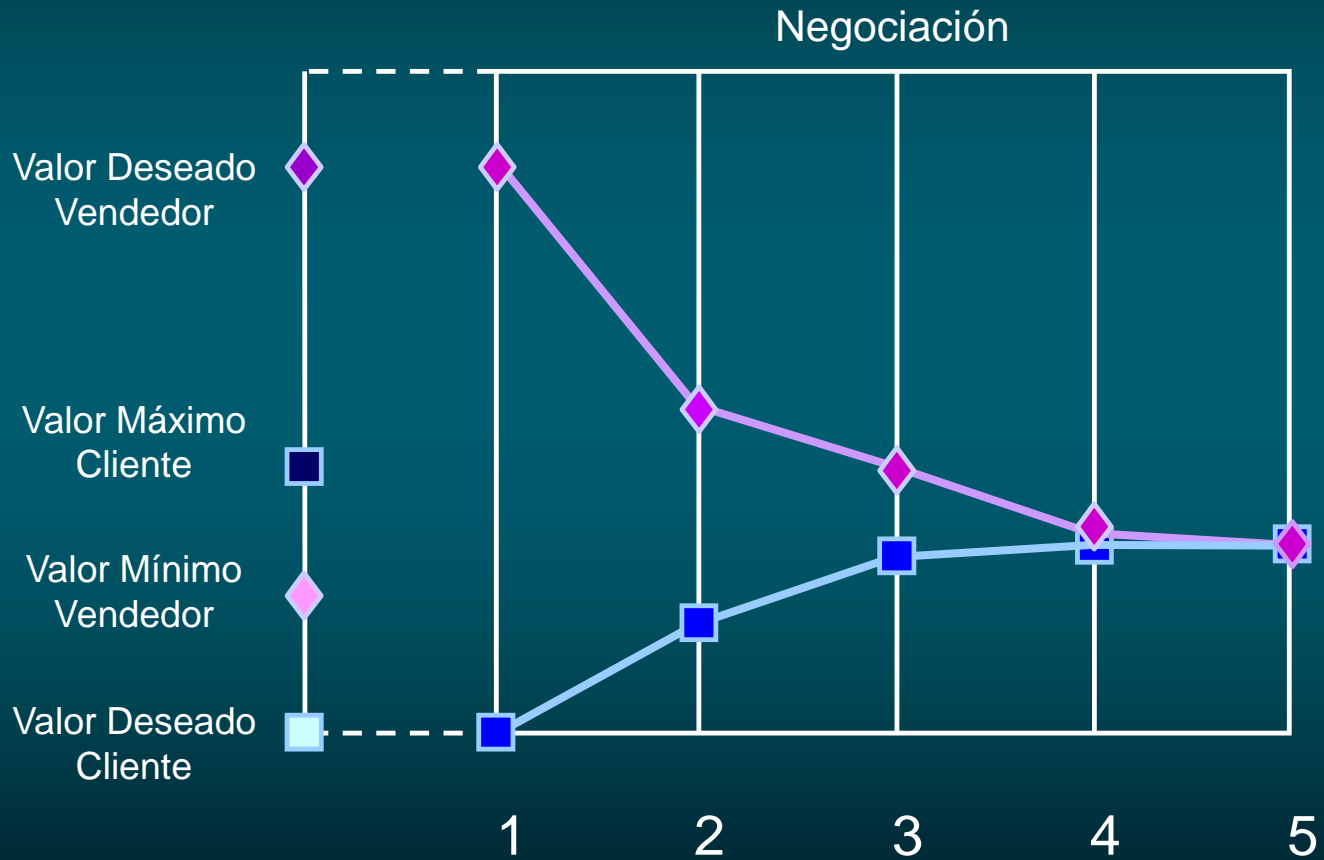 Negociación
Valor Deseado
Vendedor
Valor Máximo
Cliente
Valor Mínimo
Vendedor
Valor Deseado
Cliente
1 2 3 4 5